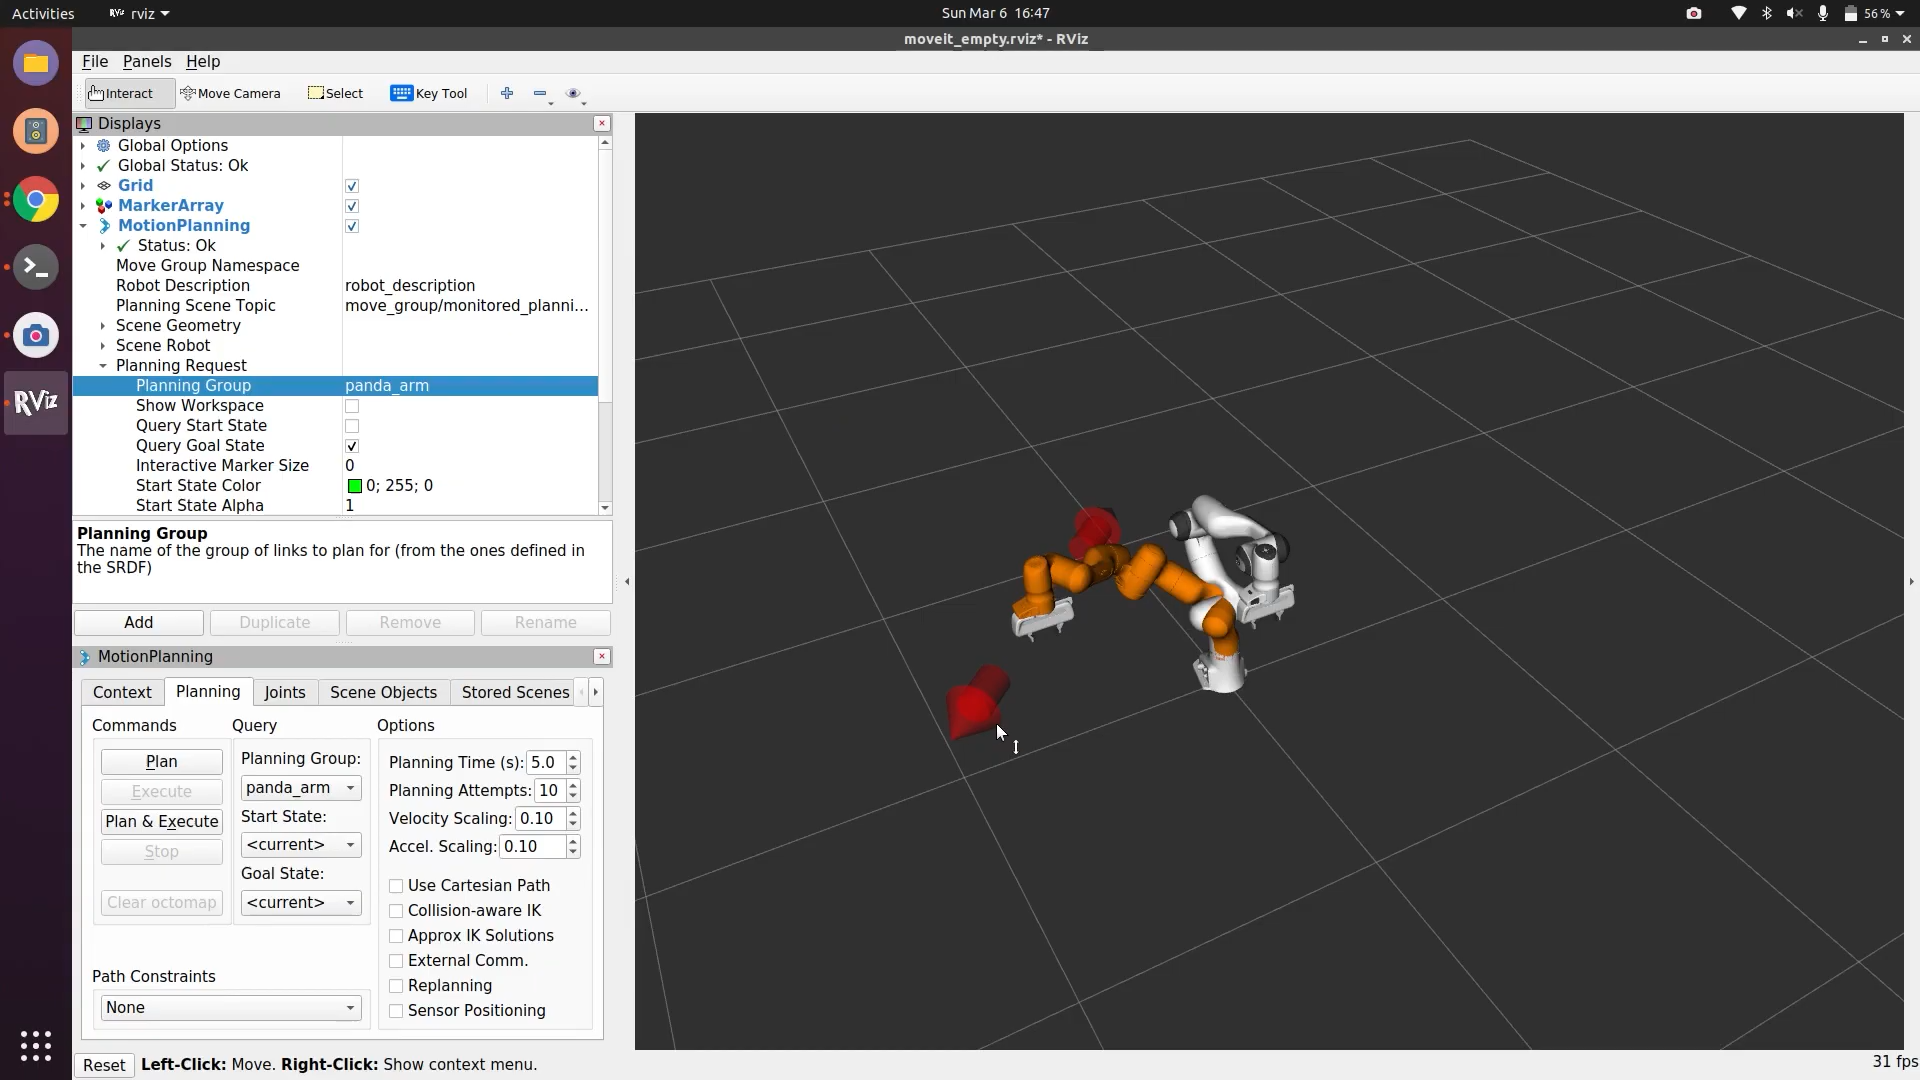 Activities
RViz rviz
Sun Mar 6 16:47
56 %
moveit_empty.rviz* - RViz
File Panels Help
Interact Move Camera Select Key Tool
Displays
Global Options
Global Status: Ok
Grid
MarkerArray
MotionPlanning
Status: Ok
Move Group Namespace
Robot Description robot_description
Planning Scene Topic move_group/monitored_planni...
Scene Geometry
Scene Robot
Planning Request
Planning Group panda_arm
Show Workspace
Query Start State
Query Goal State
Interactive Marker Size 0
Start State Color 0; 255; 0
Start State Alpha 1
RViz
Planning Group
The name of the group of links to plan for (from the ones defined in
the SRDF)
Add Duplicate Remove Rename
MotionPlanning
Context Planning Joints Scene Objects Stored Scenes
Commands Query Options
Plan
Execute
Plan & Execute
Stop
Clear octomap
Planning Group:
panda_arm
Start State:
<current>
Goal State:
<current>
Path Constraints
None
Planning Time (s): 5.0
Planning Attempts: 10
Velocity Scaling: 0.10
Accel. Scaling: 0.10
Use Cartesian Path
Collision-aware IK
Approx IK Solutions
External Comm.
Replanning
Sensor Positioning
Reset Left-Click: Move. Right-Click: Show context menu.
31 fps